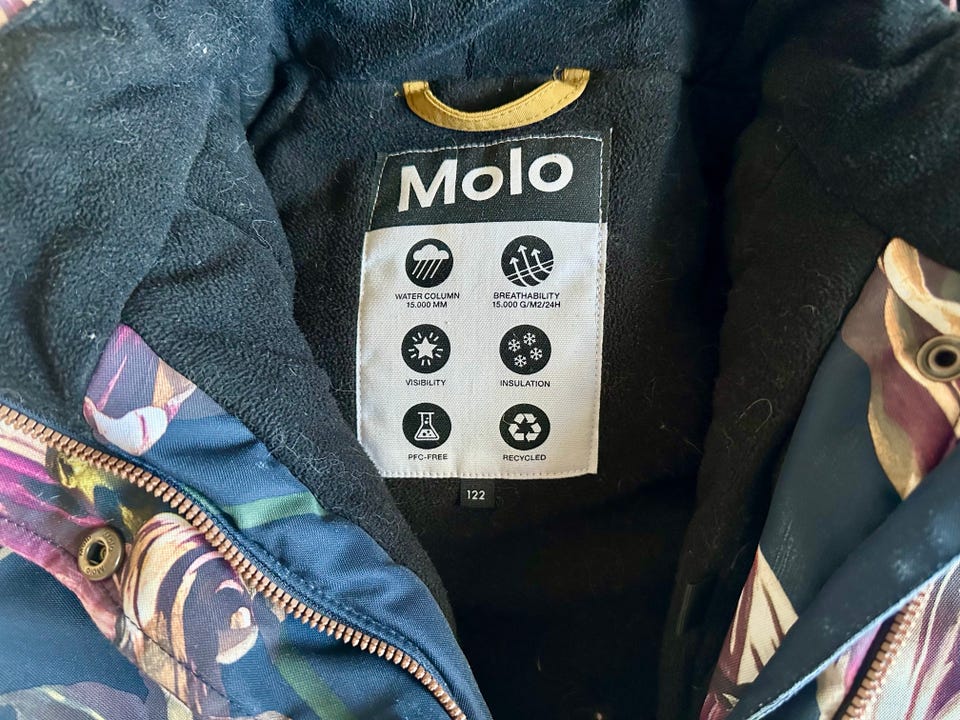 Molo
WATER COLUMN
15.000 MM
BREATHABILITY
15.000 G/M2/24H
VISIBILITY
INSULATION
PFC-FREE
RECYCLED
122